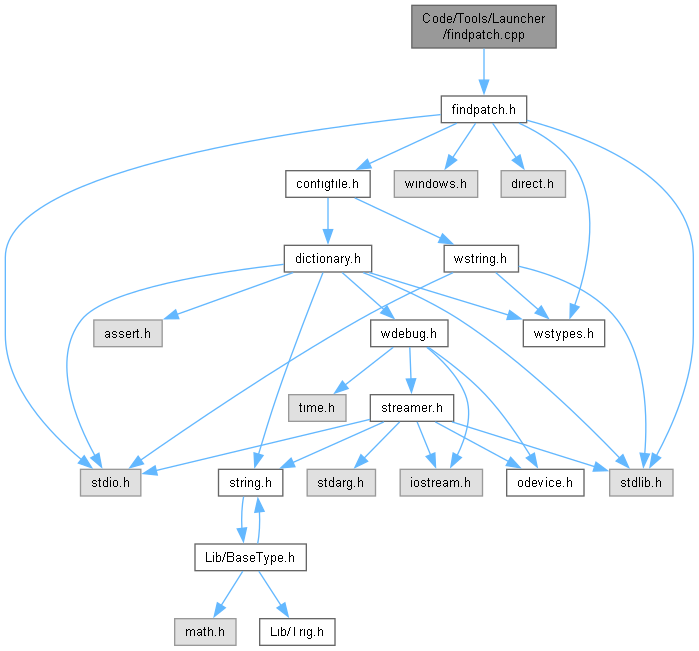 Code/Tools/Launcher
/findpatch.cpp
findpatch.h
configfile.h
windows.h
direct.h
dictionary.h
wstring.h
assert.h
wdebug.h
wstypes.h
time.h
streamer.h
stdio.h
string.h
stdarg.h
iostream.h
odevice.h
stdlib.h
Lib/BaseType.h
math.h
Lib/Trig.h